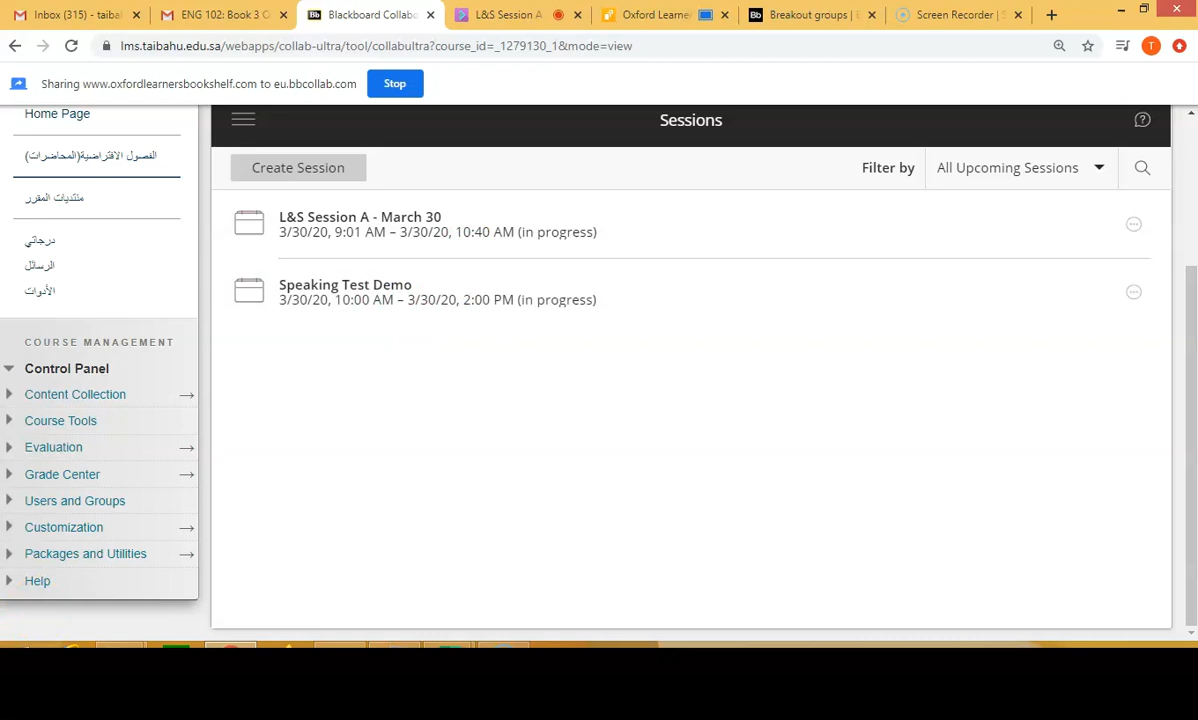 Inbox (315) - taibal
ENG 102: Book 3 O
Blackboard Collabo
L&S Session A
Oxford Learne
Bb Breakout groups | E
Screen Recorder | S
lms.taibahu.edu.sa/webapps/collab-ultra/tool/collabultra?course_id=_1279130_1&mode=view
T
Sharing www.oxfordlearnersbookshelf.com to eu.bbcollab.com
Stop
Home Page
الفصول الافتراضية(المحاضرات)
منتديات المقرر
درجاتي
الرسائل
الأدوات
COURSE MANAGEMENT
Control Panel
Content Collection
Course Tools
Evaluation
Grade Center
Users and Groups
Customization
Packages and Utilities
Help
Sessions
Create Session
Filter by
All Upcoming Sessions
L&S Session A - March 30
3/30/20, 9:01 AM – 3/30/20, 10:40 AM (in progress)
Speaking Test Demo
3/30/20, 10:00 AM – 3/30/20, 2:00 PM (in progress)